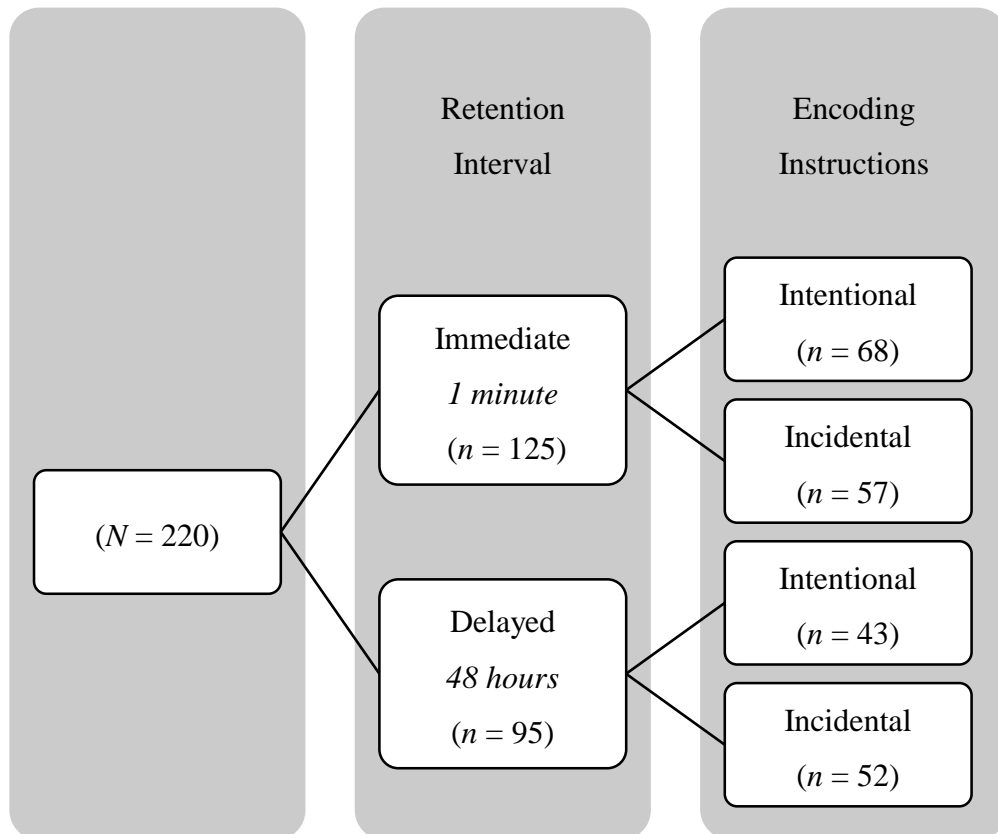 Retention
Interval
Encoding
Instructions
(N = 220)
Immediate
1 minute
(n = 125)
Delayed
48 hours
(n = 95)
Intentional
(n = 68)
Incidental
(n = 57)
Intentional
(n = 43)
Incidental
(n = 52)